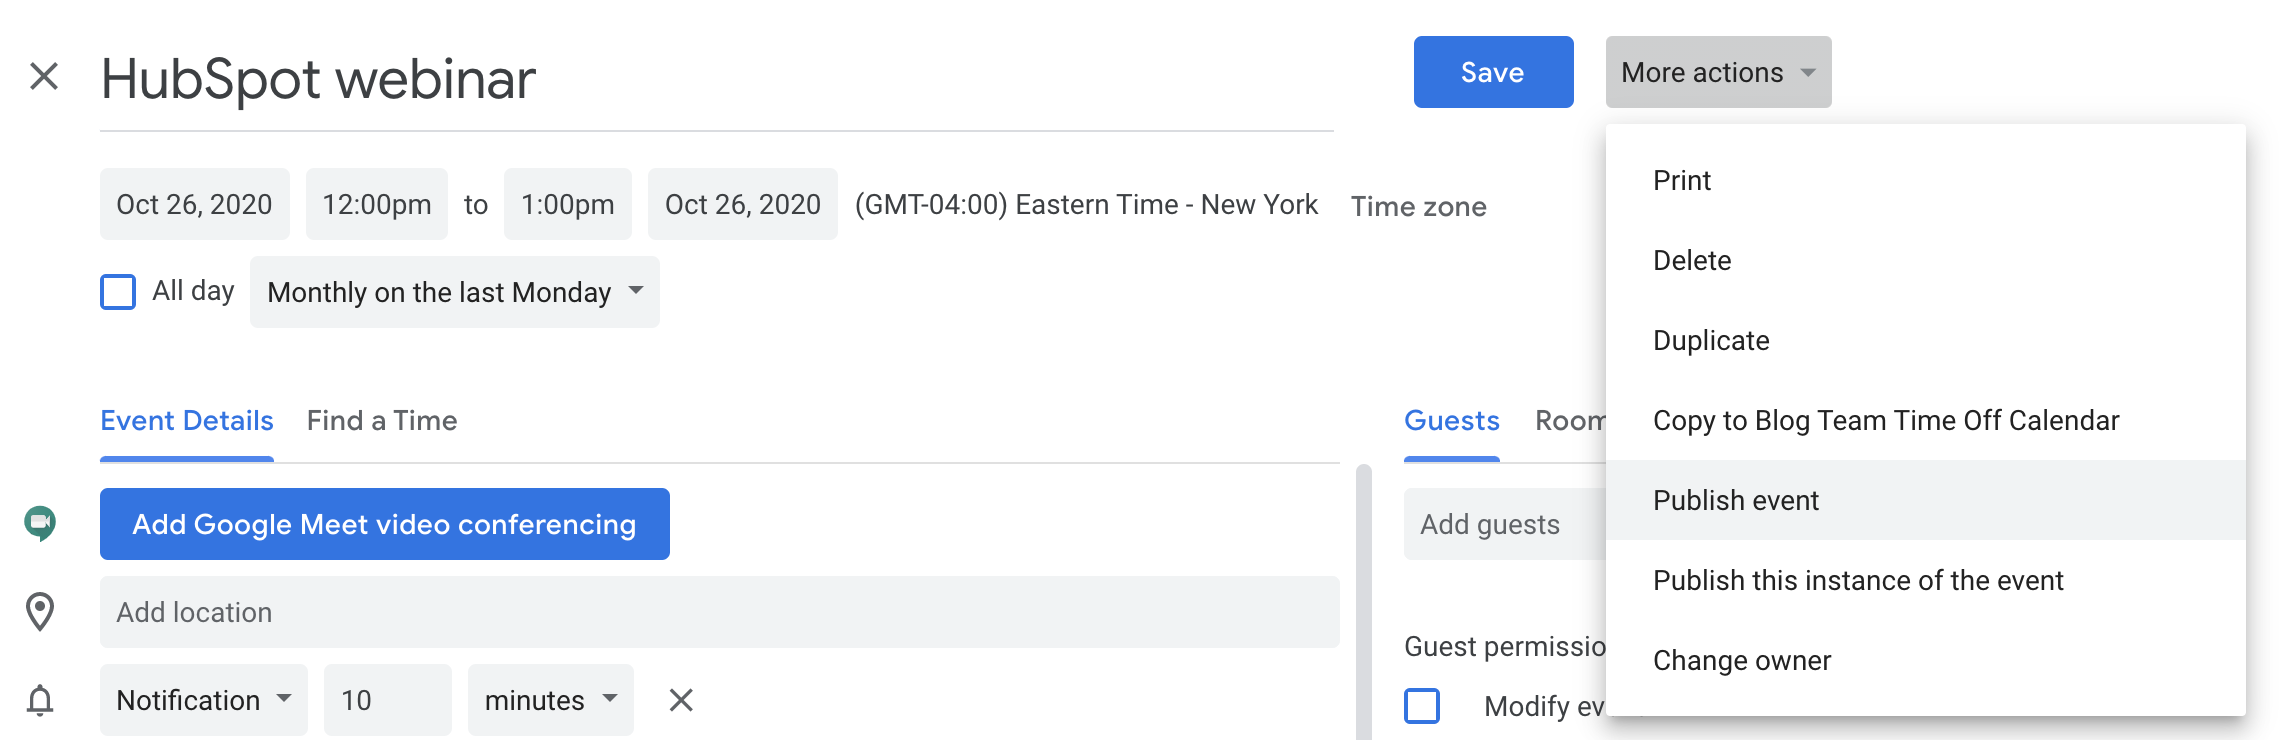 HubSpot webinar
Save
More actions
Oct 26, 2020 12:00pm to 1:00pm Oct 26, 2020 (GMT-04:00) Eastern Time - New York Time zone
All day Monthly on the last Monday
Print
Delete
Duplicate
Copy to Blog Team Time Off Calendar
Publish event
Publish this instance of the event
Change owner
Event Details Find a Time
Add Google Meet video conferencing
Add location
Notification 10 minutes
Guests Room
Add guests
Guest permissio
Modify ev